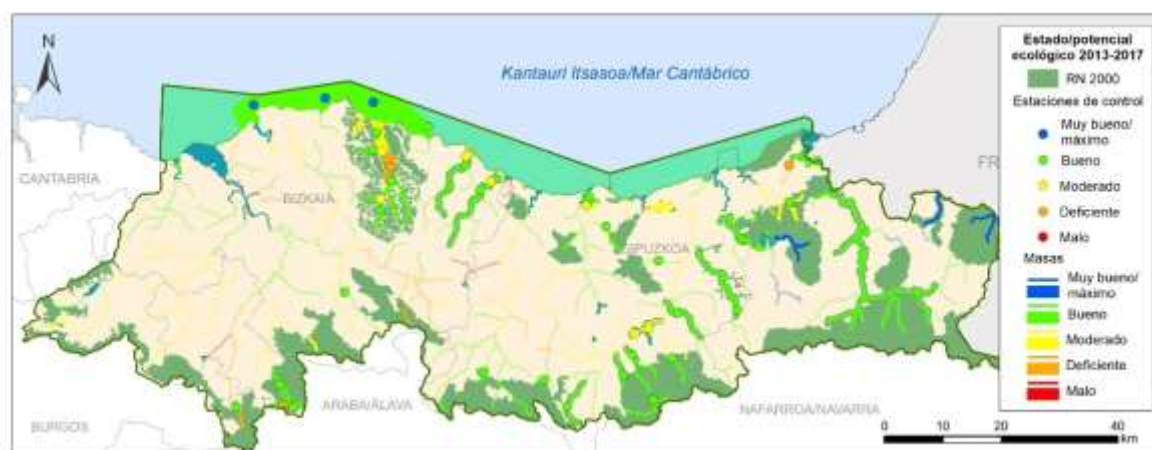 N
Kantauri Itsasoa/Mar Cantábrico
CANTABRIA
BIZKAIA
GIPUZKOA
FR
ARABA/ÁLAVA
BURGOS
NAFARROA/NAVARRA
Estado/potencial
ecológico 2013-2017
RN 2000
Estaciones de control
Muy bueno/
máximo
Bueno
Moderado
Deficiente
Malo
Masas
Muy bueno/
máximo
Bueno
Moderado
Deficiente
Malo
0 10 20 40
km